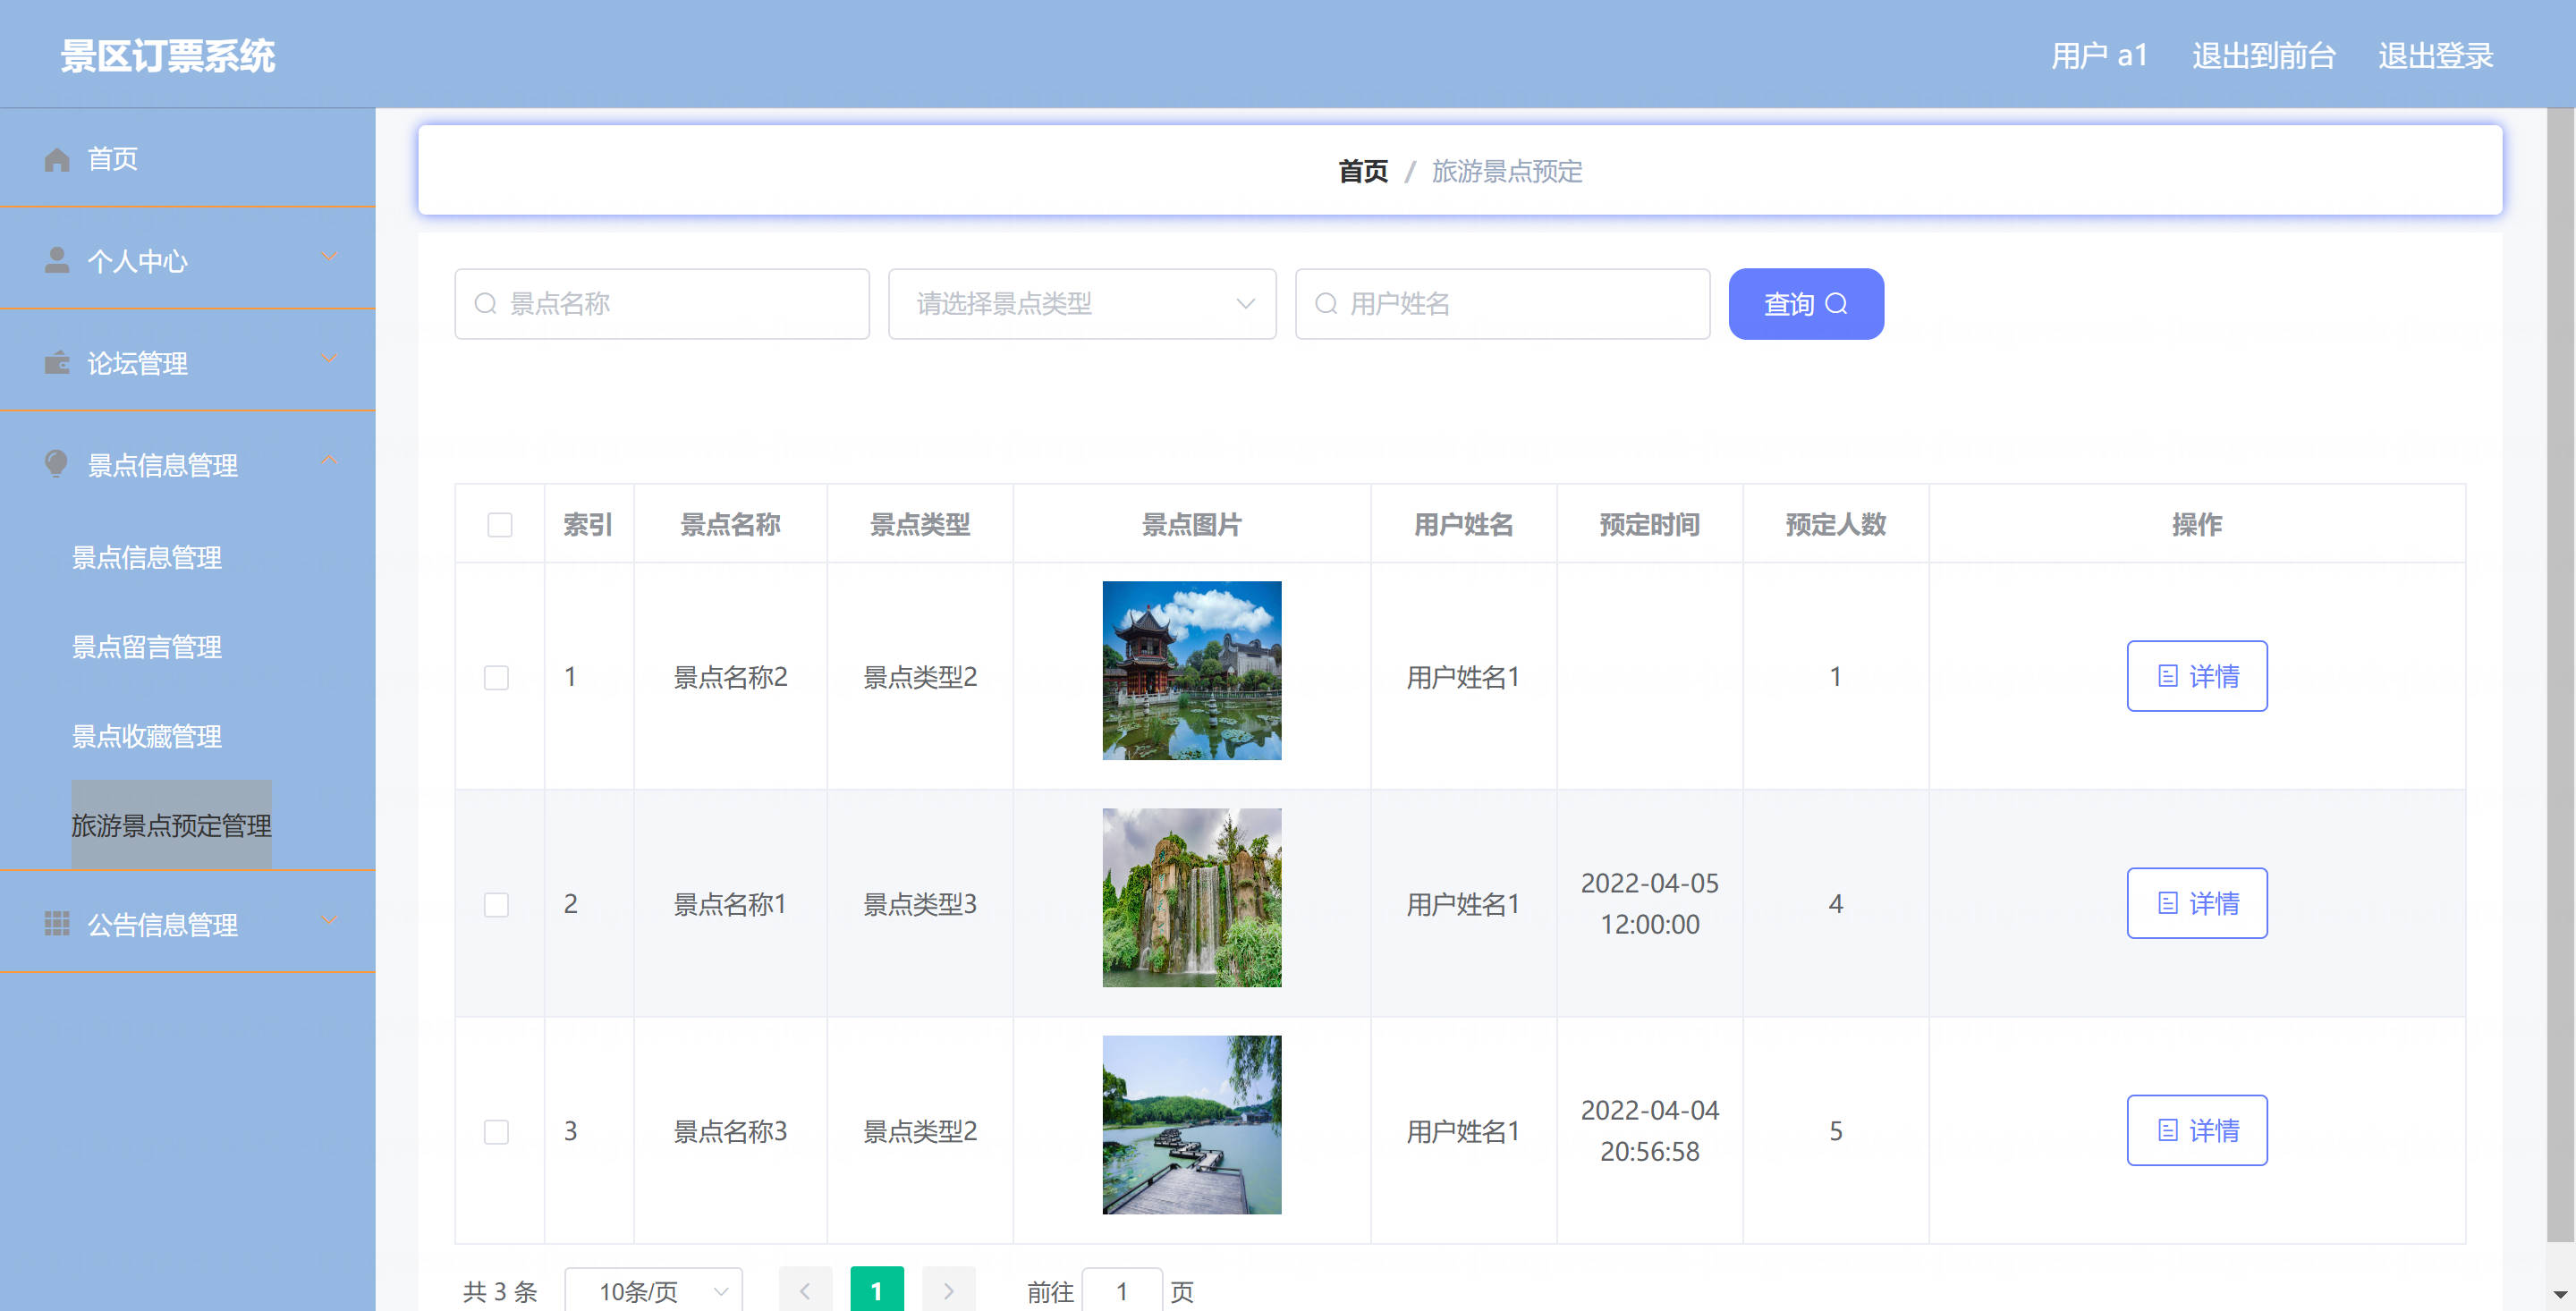 景区订票系统
用户 a1 退出到前台 退出登录
首页
个人中心
论坛管理
景点信息管理
景点信息管理
景点留言管理
景点收藏管理
旅游景点预定管理
公告信息管理
首页 / 旅游景点预定
景点名称 请选择景点类型 用户姓名 查询
索引 景点名称 景点类型 景点图片 用户姓名 预定时间 预定人数 操作
1 景点名称2 景点类型2 用户姓名1 1 详情
2 景点名称1 景点类型3 用户姓名1 2022-04-05 12:00:00 4 详情
3 景点名称3 景点类型2 用户姓名1 2022-04-04 20:56:58 5 详情
共 3 条 10条/页 1 前往 1 页